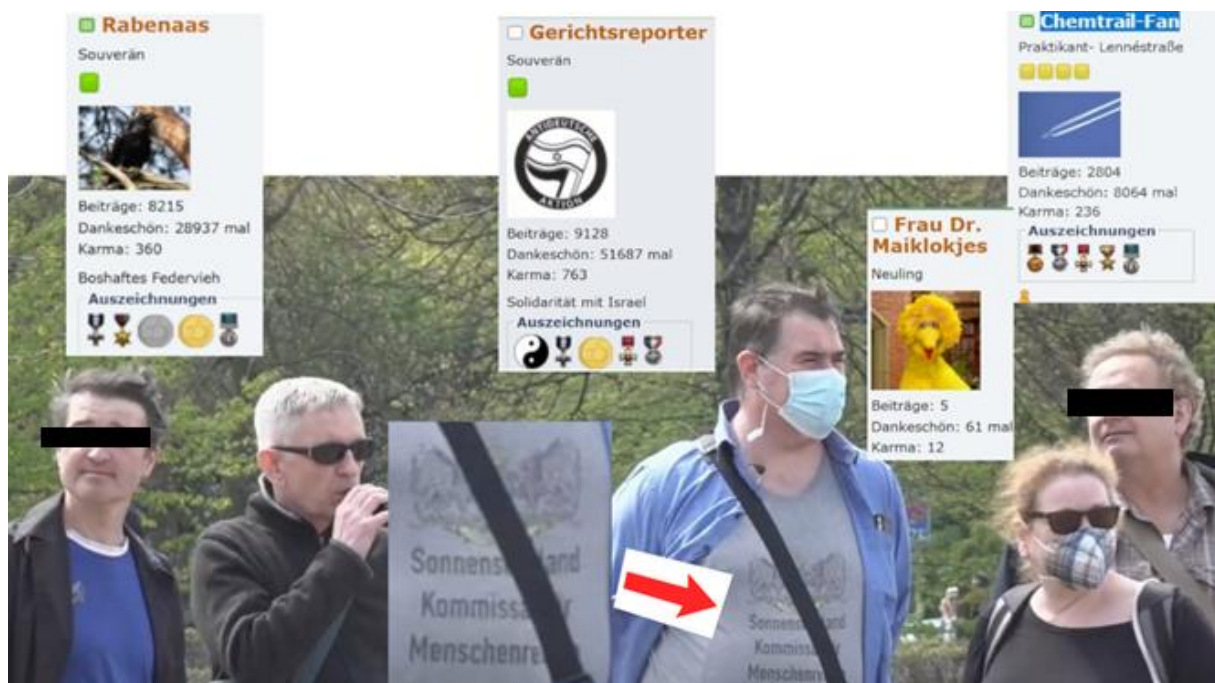 Rabenaas
Souverän
Beiträge: 8215
Dankeschön: 28937 mal
Karma: 360
Boshaftes Federvieh
Auszeichnungen
Gerichtsreporter
Souverän
ANTIDEUTSCHE
AKTION
Beiträge: 9128
Dankeschön: 51687 mal
Karma: 763
Solidarität mit Israel
Auszeichnungen
Chemtrail-Fan
Praktikant- Lennéstraße
Beiträge: 2804
Dankeschön: 8064 mal
Karma: 236
Auszeichnungen
Frau Dr.
Maiklokjes
Neuling
Beiträge: 5
Dankeschön: 61 mal
Karma: 12